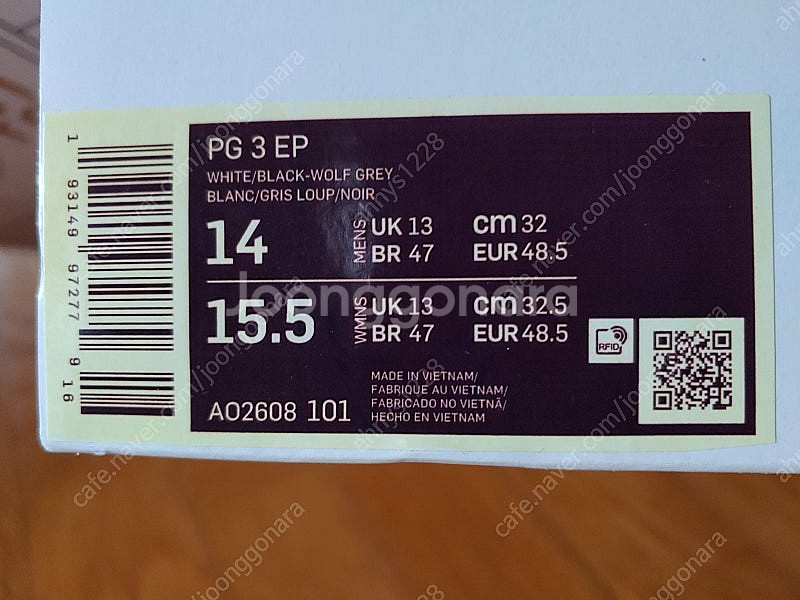 PG 3 EP
WHITE/BLACK-WOLF GREY
BLANC/GRIS LOUP/NOIR
14 MENS UK 13 cm 32
BR 47 EUR 48.5
15.5 WMNS UK 13 cm 32.5
BR 47 EUR 48.5
RFID
MADE IN VIETNAM/
FABRIQUE AU VIETNAM/
FABRICADO NO VIETNÃ/
HECHO EN VIETNAM
AO2608 101
1 93149 97277 9 16
Joonggonara
ahnys1228
cafe.naver.com/joonggonara